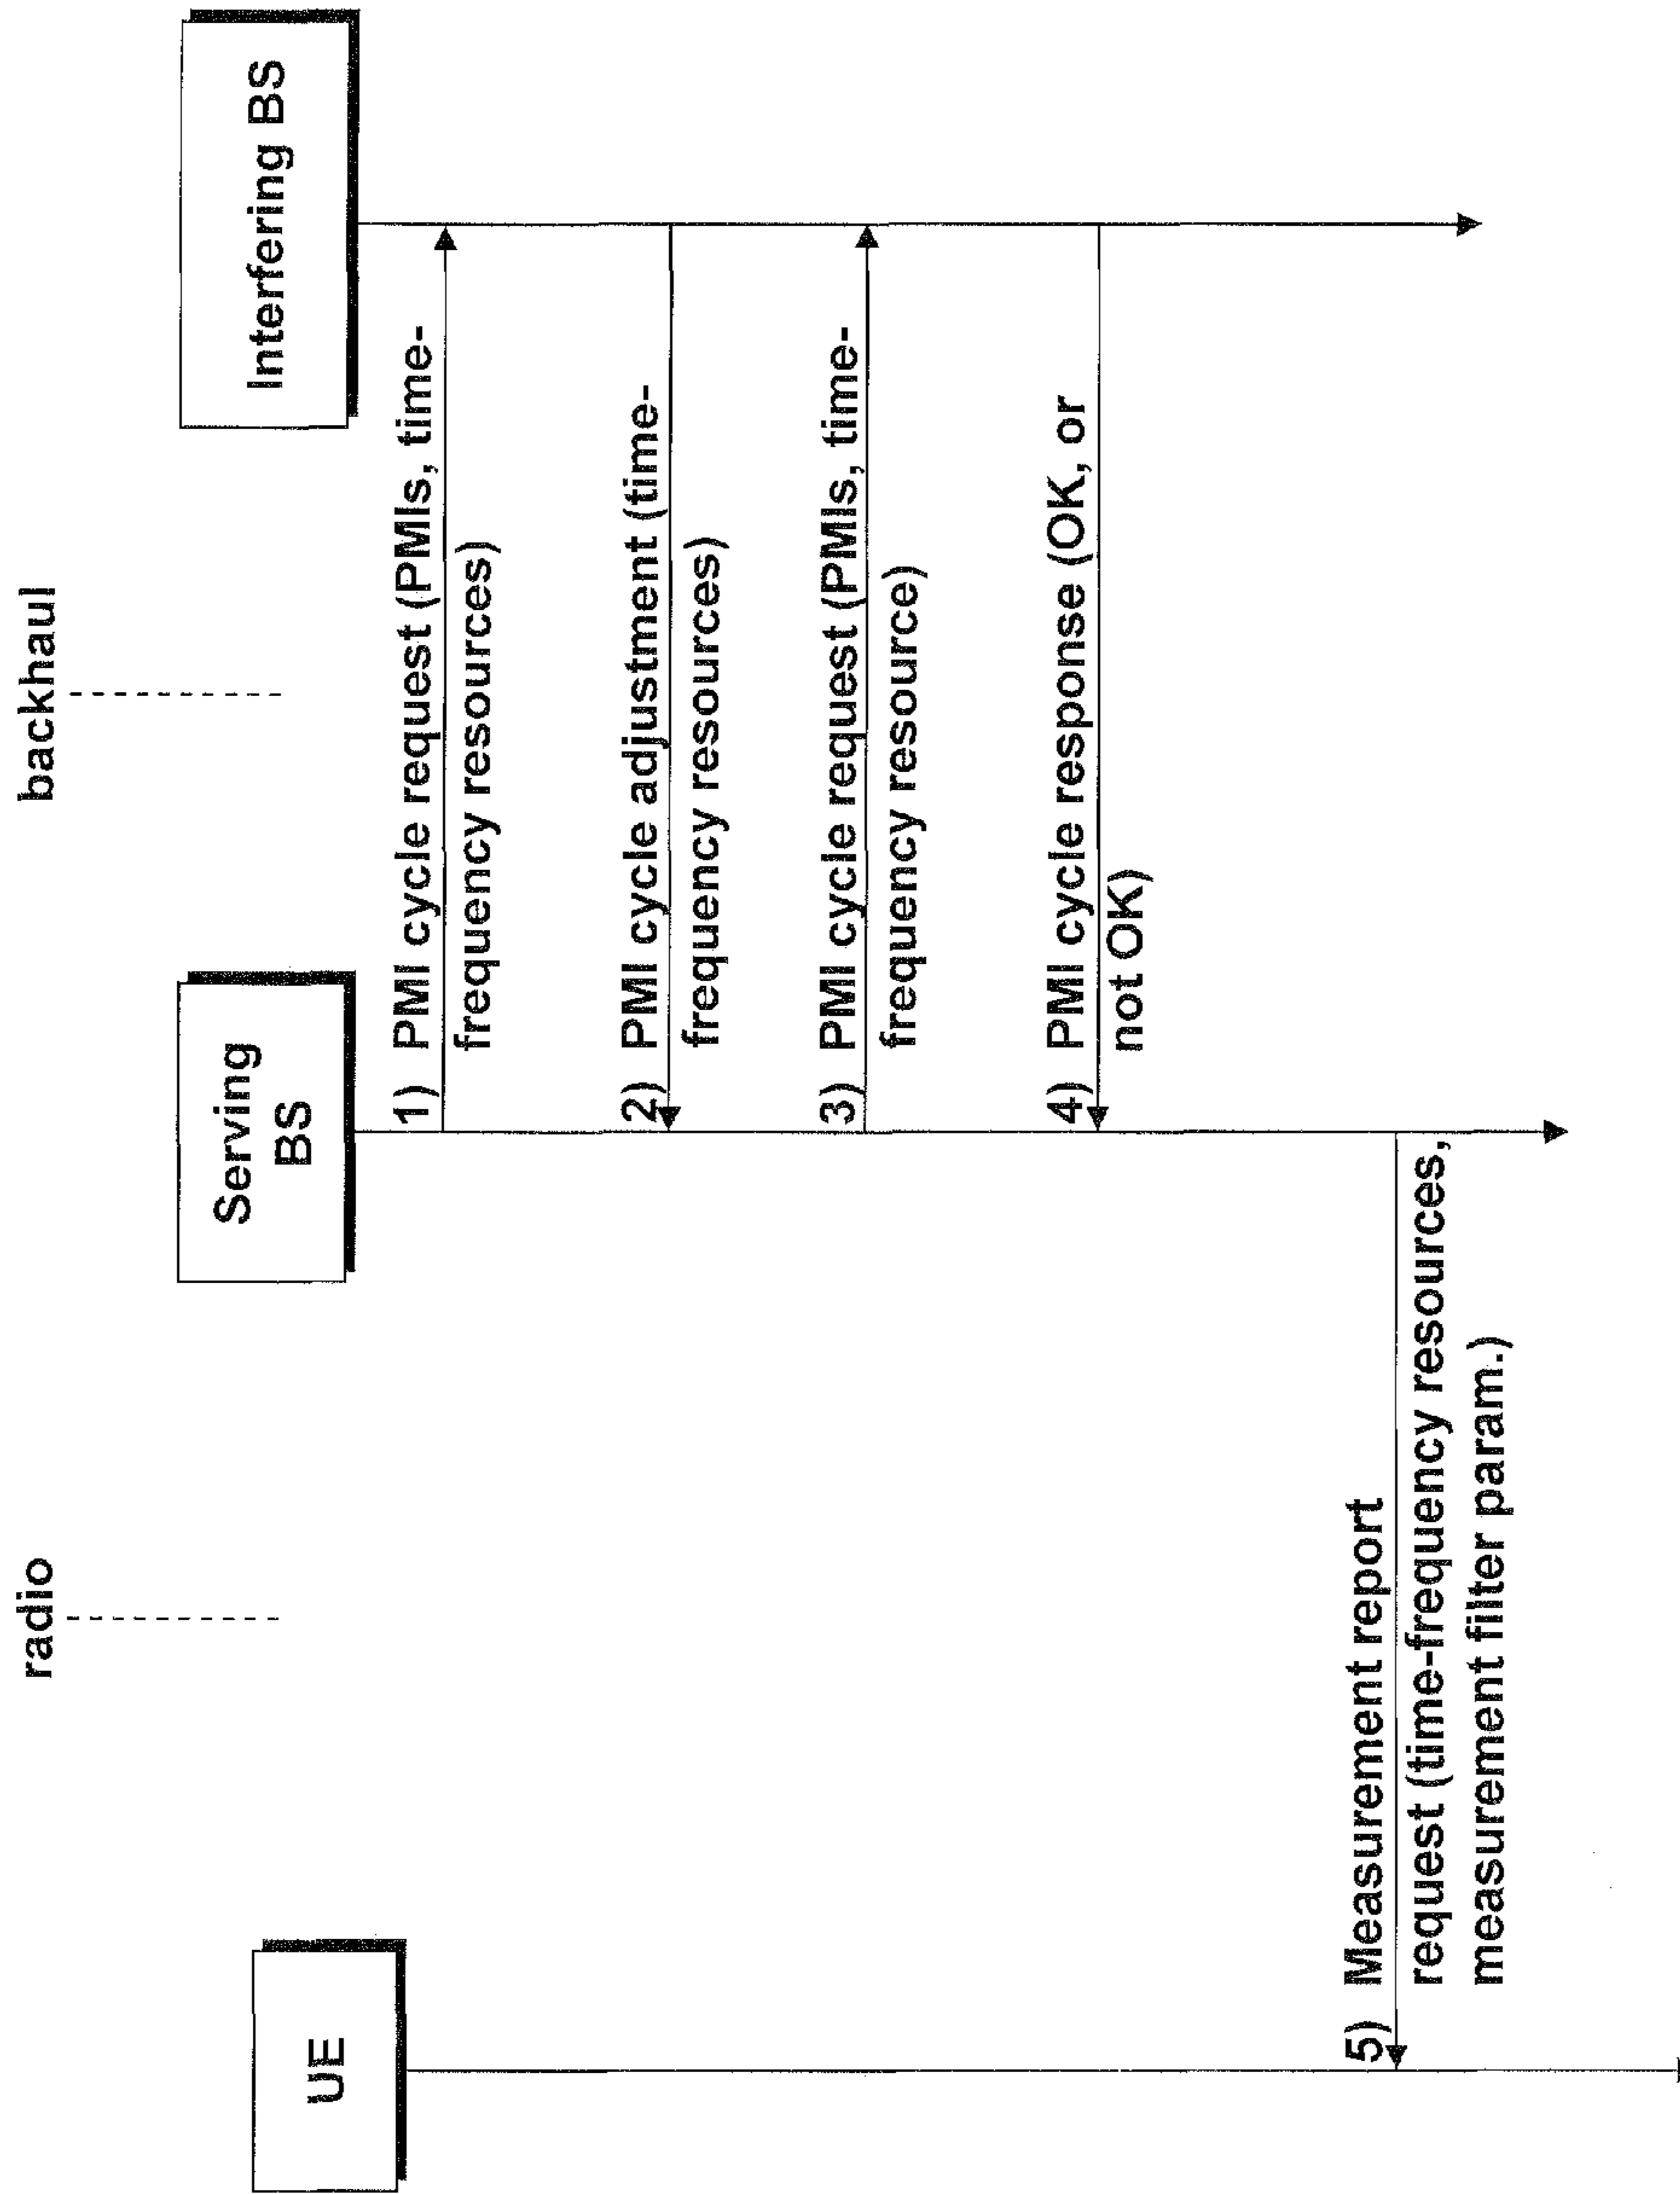 radio
backhaul
UE
Serving
BS
Interfering BS
1) PMI cycle request (PMIs, time-
frequency resources)
2) PMI cycle adjustment (time-
frequency resources)
3) PMI cycle request (PMIs, time-
frequency resource)
4) PMI cycle response (OK, or
not OK)
5) Measurement report
request (time-frequency resources,
measurement filter param.)